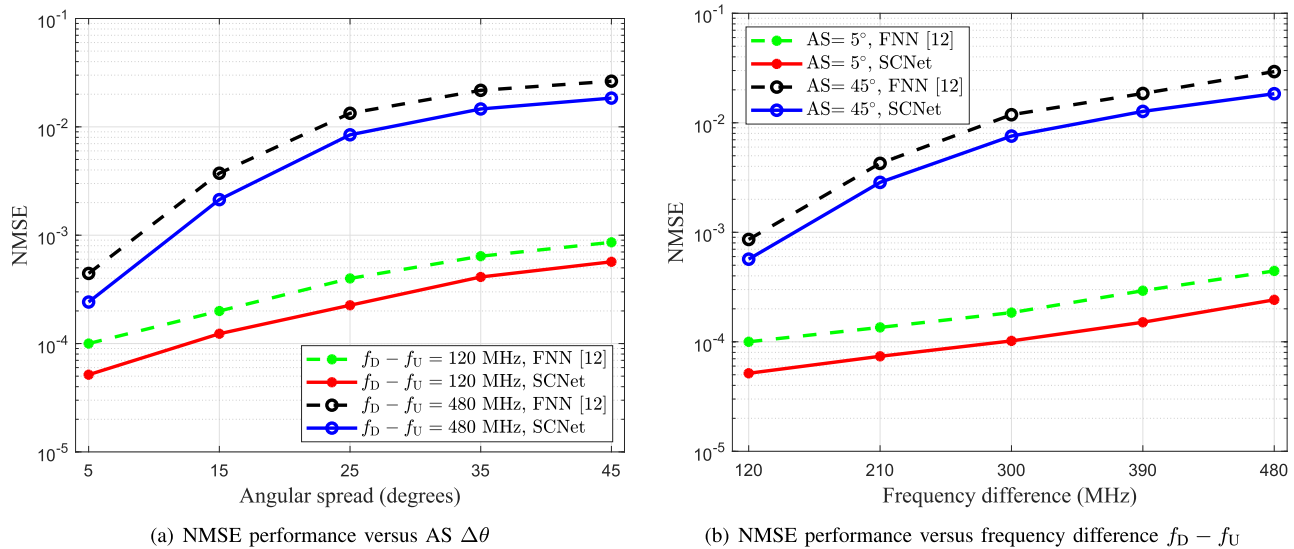 10^-1
10^-2
10^-3
10^-4
10^-5
NMSE
f_D − f_U = 120 MHz, FNN [12]
f_D − f_U = 120 MHz, SCNet
f_D − f_U = 480 MHz, FNN [12]
f_D − f_U = 480 MHz, SCNet
5 15 25 35 45
Angular spread (degrees)
(a) NMSE performance versus AS Δθ
10^-1
10^-2
10^-3
10^-4
10^-5
NMSE
AS= 5°, FNN [12]
AS= 5°, SCNet
AS= 45°, FNN [12]
AS= 45°, SCNet
120 210 300 390 480
Frequency difference (MHz)
(b) NMSE performance versus frequency difference f_D − f_U